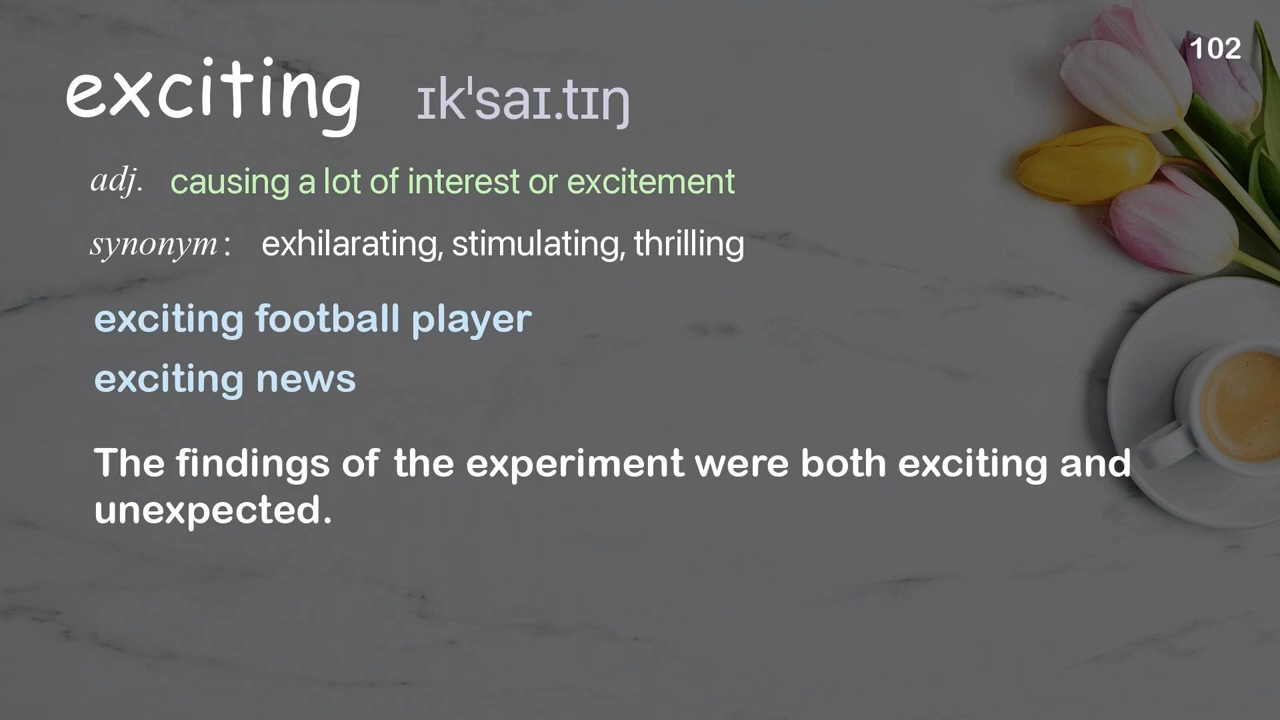 102
exciting ɪkˈsaɪ.tɪŋ
adj. causing a lot of interest or excitement
synonym: exhilarating, stimulating, thrilling
exciting football player
exciting news
The findings of the experiment were both exciting and
unexpected.